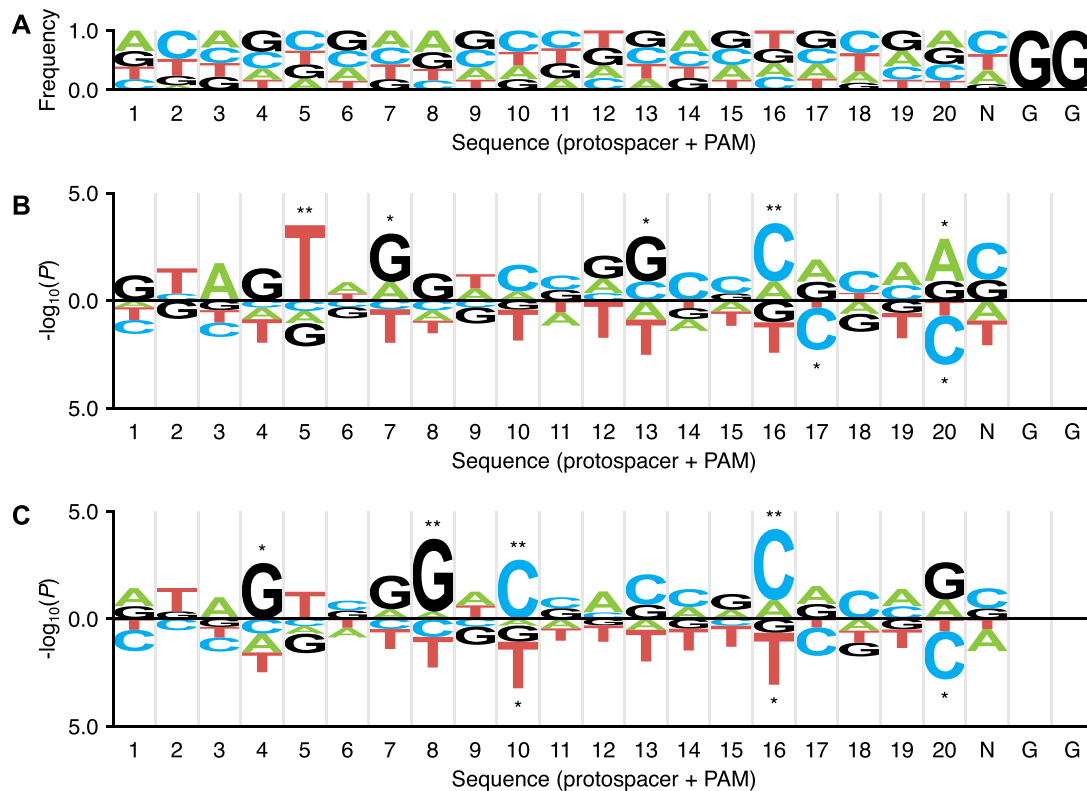 A
Frequency
1.0
0.0
1 2 3 4 5 6 7 8 9 10 11 12 13 14 15 16 17 18 19 20 N G G
Sequence (protospacer + PAM)
B
-log10(P)
5.0
** * * ** *
0.0
* *
5.0
1 2 3 4 5 6 7 8 9 10 11 12 13 14 15 16 17 18 19 20 N G G
Sequence (protospacer + PAM)
C
-log10(P)
5.0
* ** ** **
0.0
* * *
5.0
1 2 3 4 5 6 7 8 9 10 11 12 13 14 15 16 17 18 19 20 N G G
Sequence (protospacer + PAM)